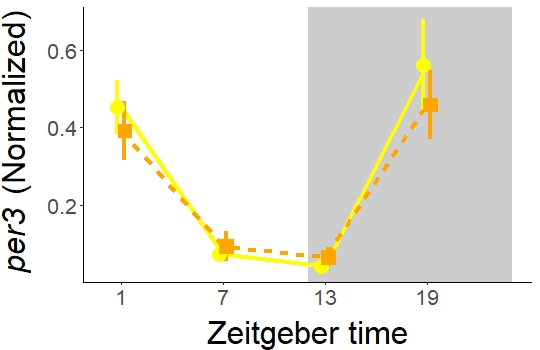 per3 (Normalized)
0.6
0.4
0.2
1 7 13 19
Zeitgeber time